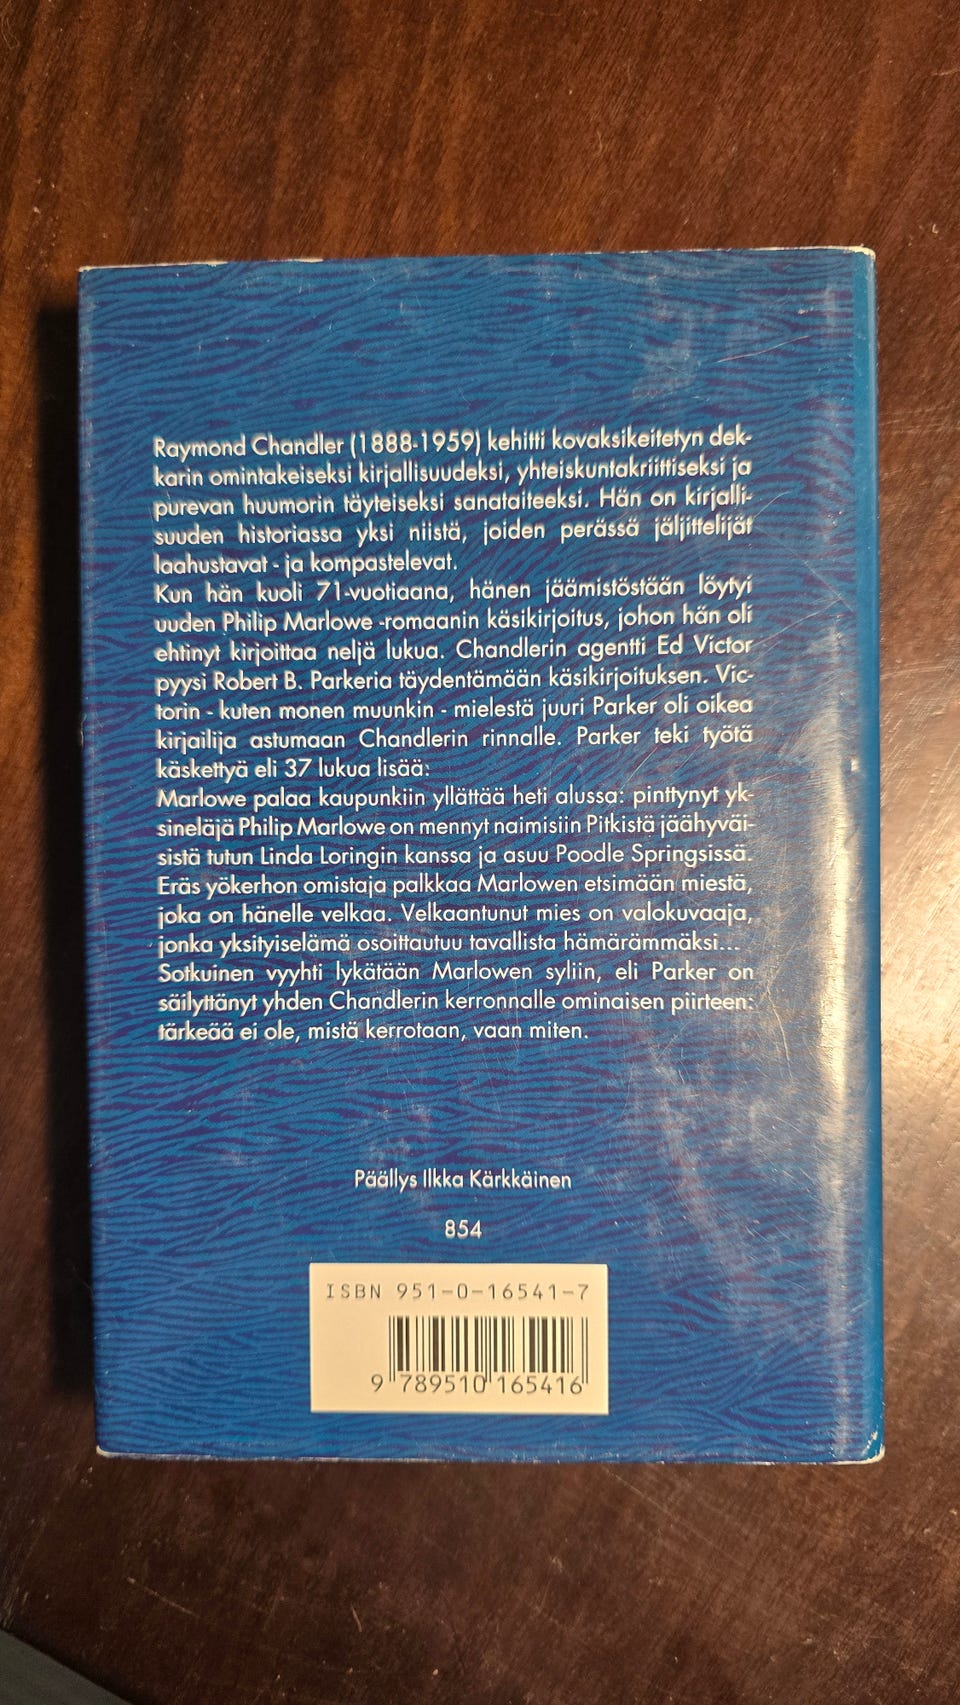 Raymond Chandler (1888-1959) kehitti kovaksikeitetyn dek-
karin omintakeiseksi kirjallisuudeksi, yhteiskuntakriittiseksi ja
purevan huumorin täyteiseksi sanataiteeksi. Hän on kirjalli-
suuden historiassa yksi niistä, joiden perässä jäljittelijät
laahustavat - ja kompastelevat.
Kun hän kuoli 71-vuotiaana, hänen jäämistöstään löytyi
uuden Philip Marlowe -romaanin käsikirjoitus, johon hän oli
ehtinyt kirjoittaa neljä lukua. Chandlerin agentti Ed Victor
pyysi Robert B. Parkeria täydentämään käsikirjoituksen. Vic-
torin - kuten monen muunkin - mielestä juuri Parker oli oikea
kirjailija astumaan Chandlerin rinnalle. Parker teki työtä
käskettyä eli 37 lukua lisää:
Marlowe palaa kaupunkiin yllättää heti alussa: pinttynyt yk-
sineläjä Philip Marlowe on mennyt naimisiin Pitkistä jäähyväi-
sistä tutun Linda Loringin kanssa ja asuu Poodle Springsissä.
Eräs yökerhon omistaja palkkaa Marlowen etsimään miestä,
joka on hänelle velkaa. Velkaantunut mies on valokuvaaja,
jonka yksityiselämä osoittautuu tavallista hämärämmäksi...
Sotkuinen vyyhti lykätään Marlowen syliin, eli Parker on
säilyttänyt yhden Chandlerin kerronnalle ominaisen piirteen:
tärkeää ei ole, mistä kerrotaan, vaan miten.
Päällys Ilkka Kärkkäinen
854
ISBN 951-0-16541-7
9 789510 165416